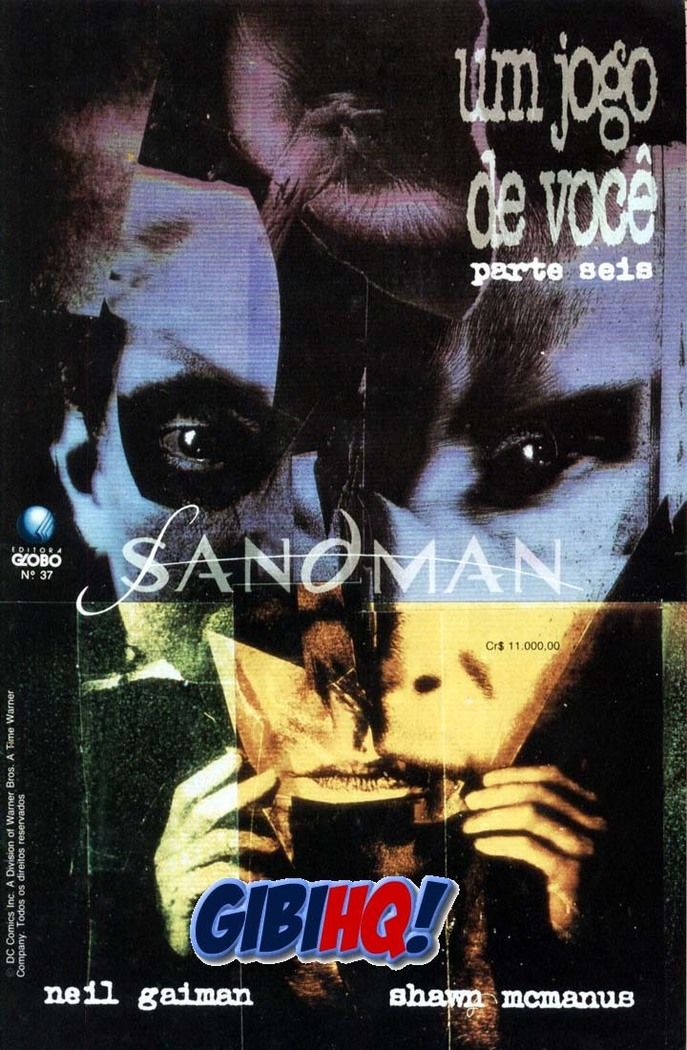 um jogo
de você
parte seis
SANDMAN
EDITORA
GLOBO
Nº 37
Cr$ 11.000,00
© DC Comics Inc. A Division of Warner Bros. A Time Warner
Company. Todos os direitos reservados
GIBIHQ!
neil gaiman
shawn mcmanus